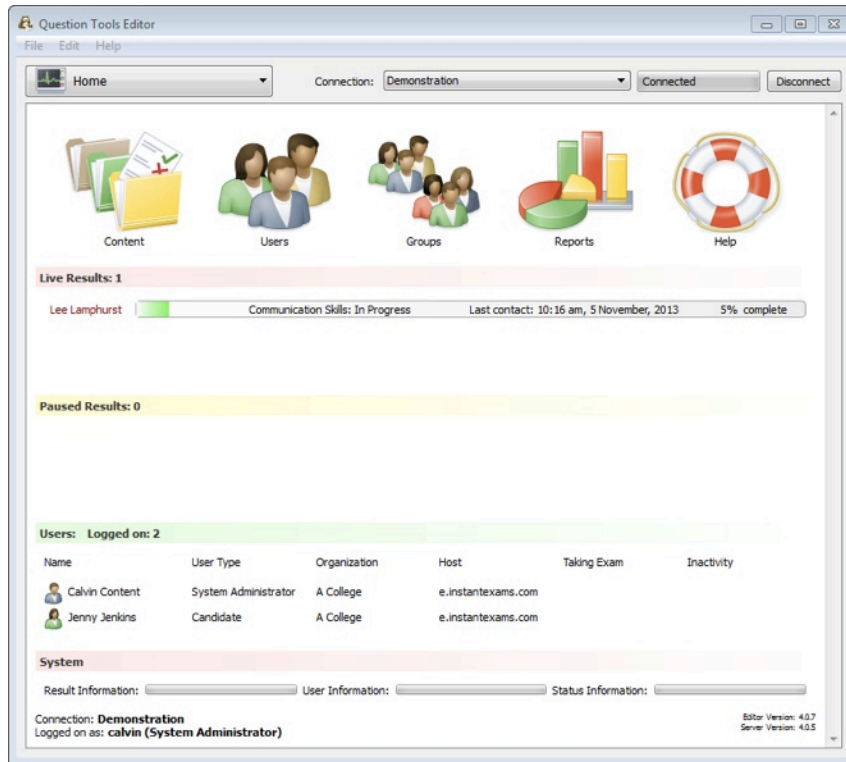 Question Tools Editor
File Edit Help
Home Connection: Demonstration Connected Disconnect
Content Users Groups Reports Help
Live Results: 1
Lee Lamphurst Communication Skills: In Progress Last contact: 10:16 am, 5 November, 2013 5% complete
Paused Results: 0
Users: Logged on: 2
Name User Type Organization Host Taking Exam Inactivity
Calvin Content System Administrator A College e.instantexams.com
Jenny Jenkins Candidate A College e.instantexams.com
System
Result Information: User Information: Status Information:
Connection: Demonstration
Logged on as: calvin (System Administrator)
Editor Version: 4.0.7
Server Version: 4.0.5